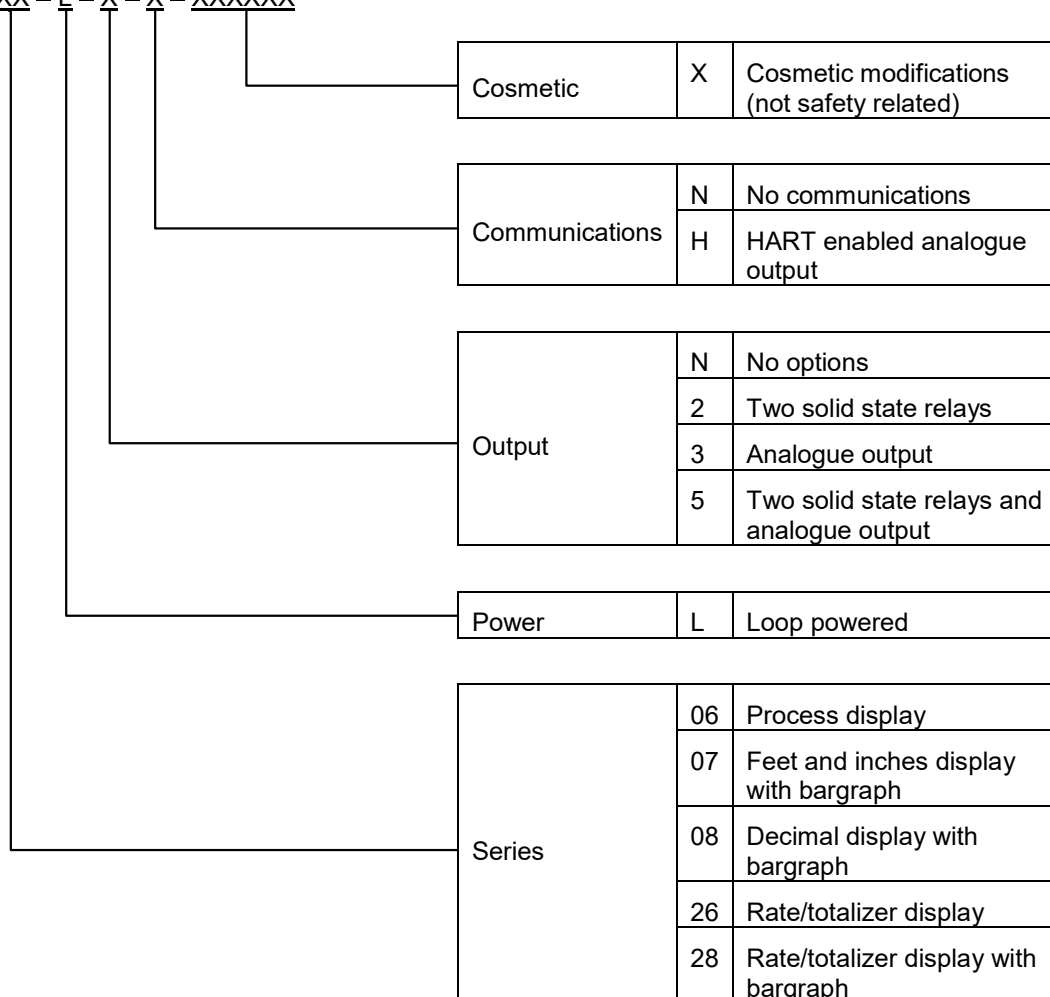 XX – L – X – X – XXXXXX
Cosmetic X Cosmetic modifications
(not safety related)
Communications N No communications
H HART enabled analogue
output
Output N No options
2 Two solid state relays
3 Analogue output
5 Two solid state relays and
analogue output
Power L Loop powered
Series 06 Process display
07 Feet and inches display
with bargraph
08 Decimal display with
bargraph
26 Rate/totalizer display
28 Rate/totalizer display with
bargraph